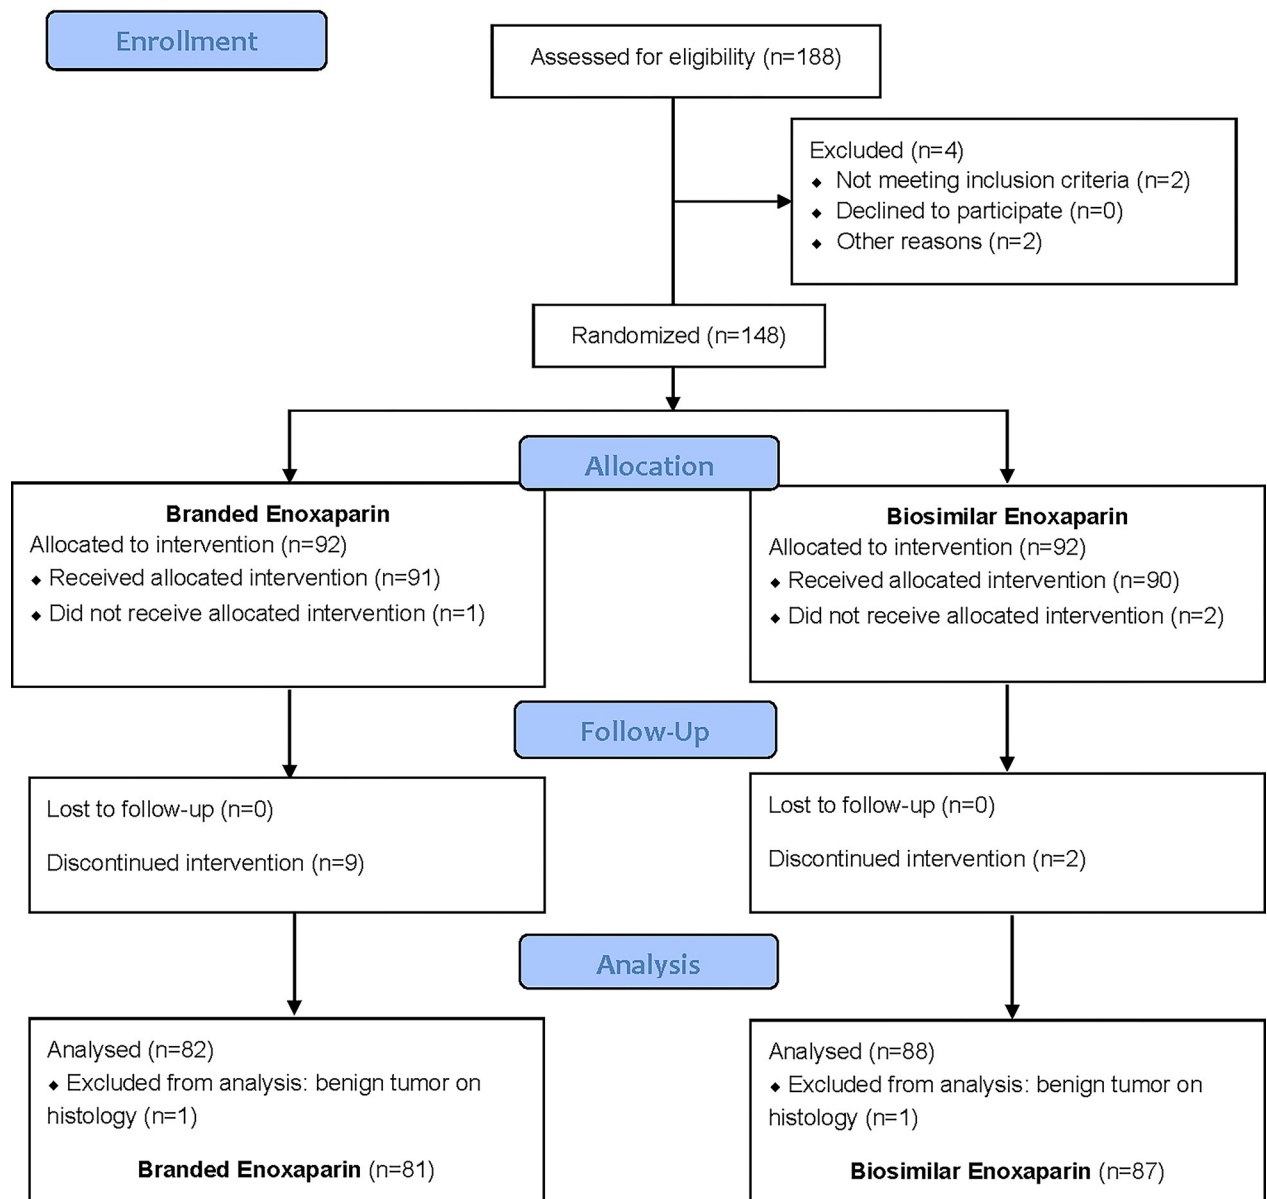 Enrollment
Assessed for eligibility (n=188)
Excluded (n=4)
⬥ Not meeting inclusion criteria (n=2)
⬥ Declined to participate (n=0)
⬥ Other reasons (n=2)
Randomized (n=148)
Allocation
Branded Enoxaparin
Allocated to intervention (n=92)
⬥ Received allocated intervention (n=91)
⬥ Did not receive allocated intervention (n=1)
Biosimilar Enoxaparin
Allocated to intervention (n=92)
⬥ Received allocated intervention (n=90)
⬥ Did not receive allocated intervention (n=2)
Follow-Up
Lost to follow-up (n=0)
Discontinued intervention (n=9)
Lost to follow-up (n=0)
Discontinued intervention (n=2)
Analysis
Analysed (n=82)
⬥ Excluded from analysis: benign tumor on
histology (n=1)
Branded Enoxaparin (n=81)
Analysed (n=88)
⬥ Excluded from analysis: benign tumor on
histology (n=1)
Biosimilar Enoxaparin (n=87)